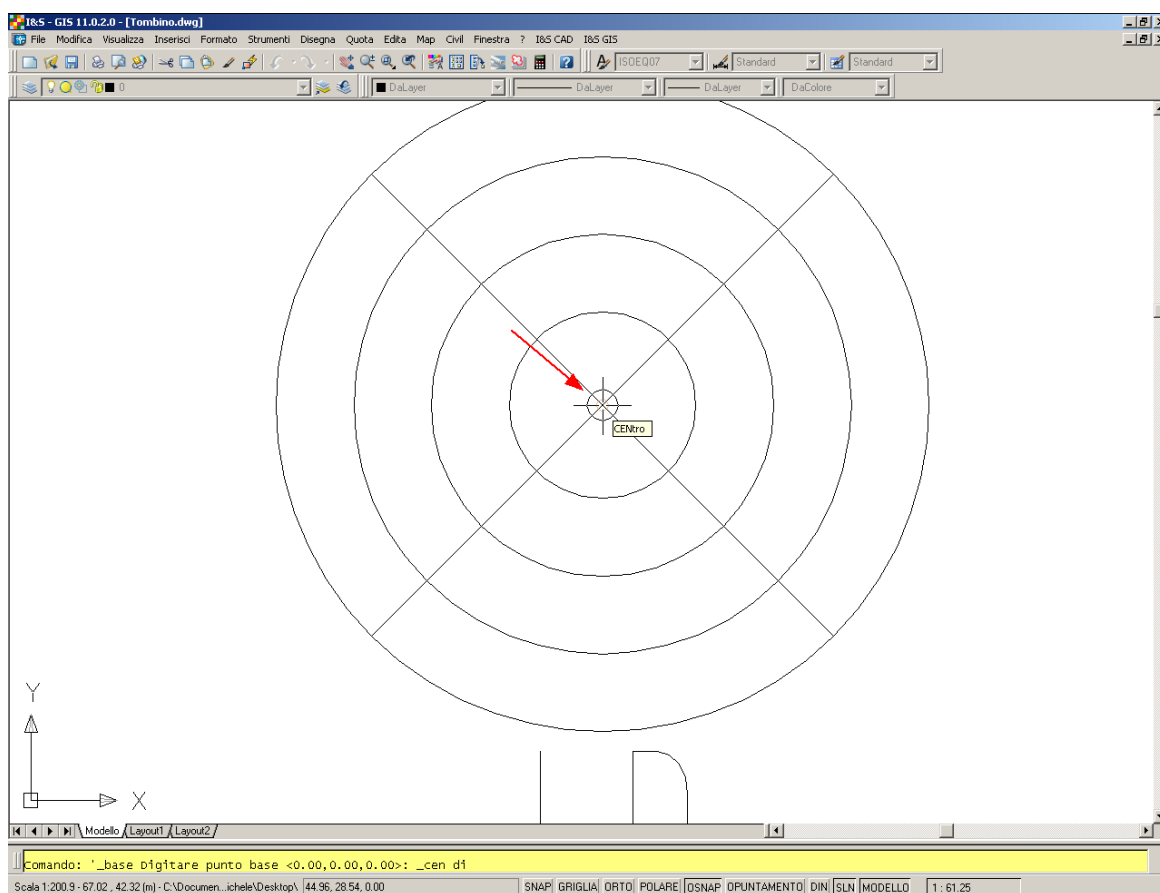 I&S - GIS 11.0.2.0 - [Tombino.dwg]
File Modifica Visualizza Inserisci Formato Strumenti Disegna Quota Edita Map Civil Finestra ? I&S CAD I&S GIS
ISOEQ07 Standard Standard
0 DaLayer DaLayer DaLayer DaColore
CENtro
Y
X
Modello Layout1 Layout2
Comando: '_base Digitare punto base <0.00,0.00,0.00>: _cen di
Scala 1:200.9 - 67.02 , 42.32 (m) - C:\Documen...ichele\Desktop\ 44.96, 28.54, 0.00 SNAP GRIGLIA ORTO POLARE OSNAP OPUNTAMENTO DIN SLN MODELLO 1 : 61.25